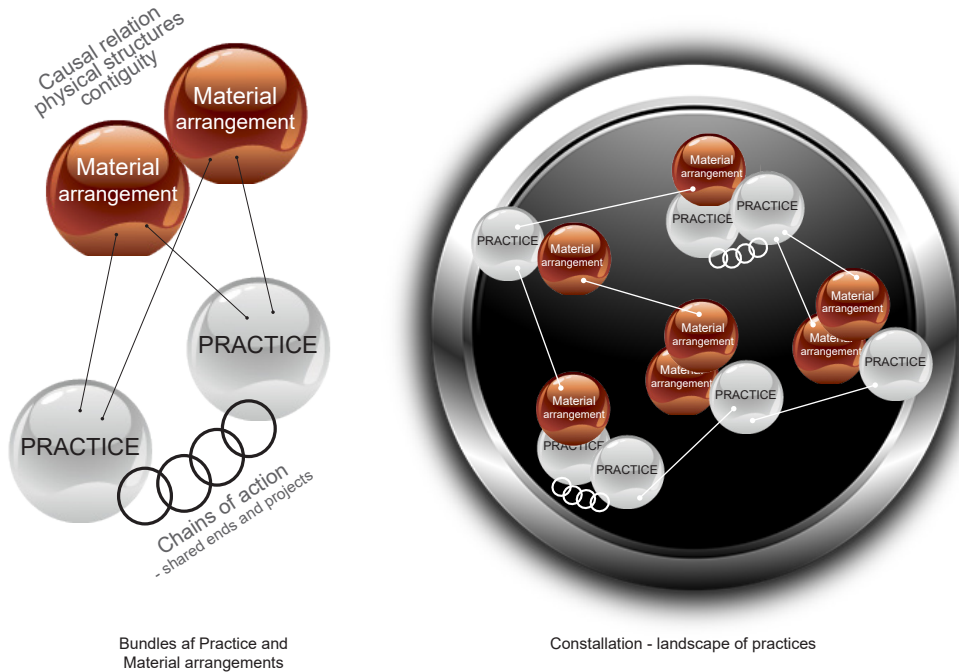 Causal relation
physical structures
contiguity
Material
arrangement
Material
arrangement
PRACTICE
PRACTICE
Chains of action
- shared ends and projects
Bundles af Practice and
Material arrangements
Material
arrangement
PRACTICE
PRACTICE
PRACTICE
Material
arrangement
Material
arrangement
Material
arrangement
Material
arrangement
Material
arrangement
PRACTICE
PRACTICE
Material
arrangement
PRACTICE
PRACTICE
Constallation - landscape of practices